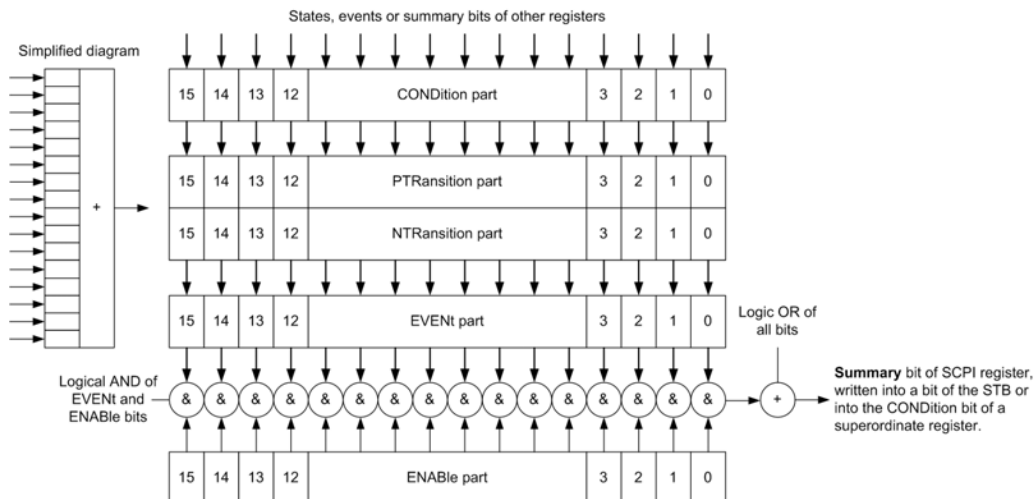 States, events or summary bits of other registers
Simplified diagram
15 14 13 12 CONDition part 3 2 1 0
15 14 13 12 PTRansition part 3 2 1 0
+
15 14 13 12 NTRansition part 3 2 1 0
15 14 13 12 EVENt part 3 2 1 0
Logic OR of
all bits
Logical AND of
EVENt and
ENABle bits
& & & & & & & & & & & & & & & &
+
Summary bit of SCPI register,
written into a bit of the STB or
into the CONDition bit of a
superordinate register.
15 14 13 12 ENABle part 3 2 1 0